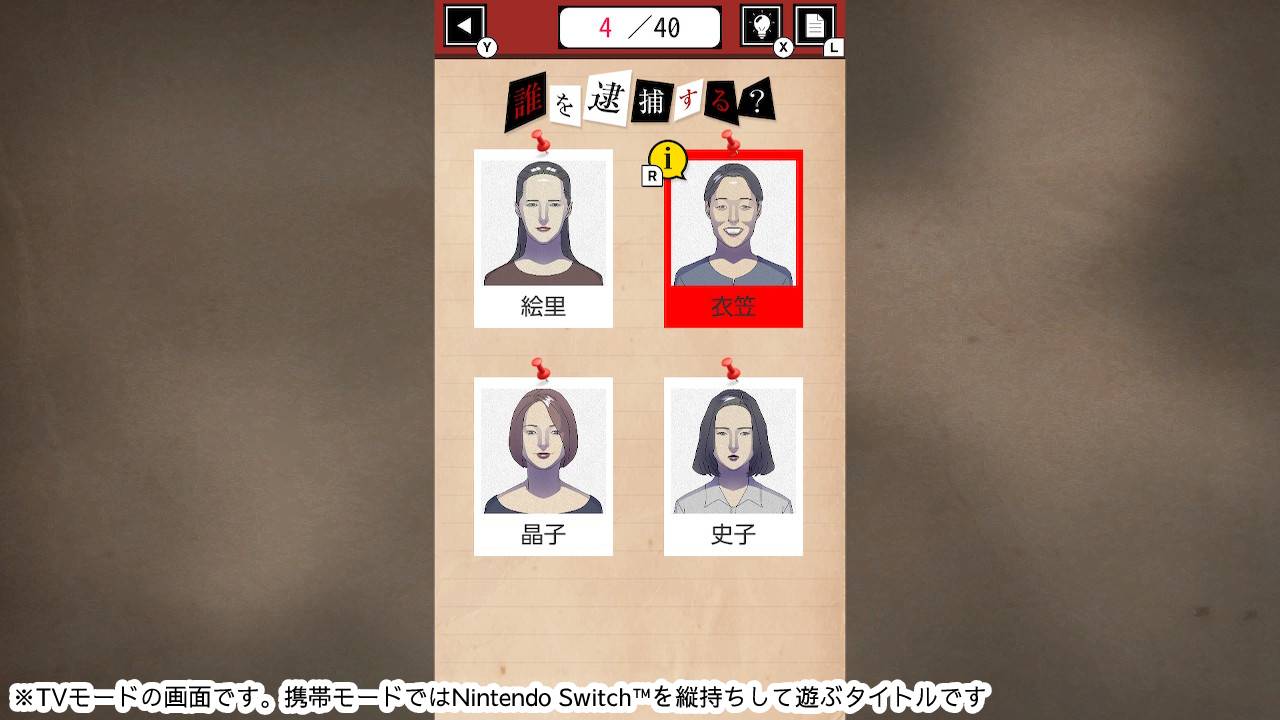 4 ／40
Y
X
L
誰を逮捕する？
i
R
絵里
衣笠
晶子
史子
※TVモードの画面です。携帯モードではNintendo Switch™を縦持ちして遊ぶタイトルです